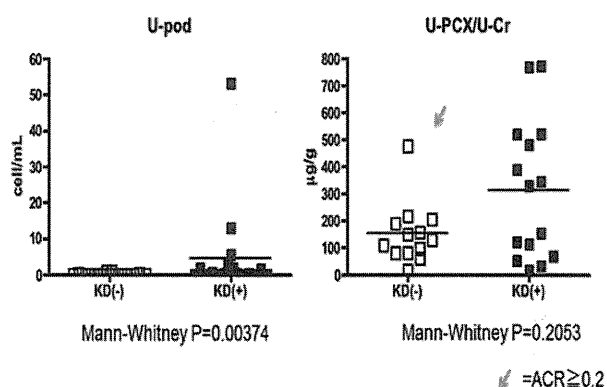 U-pod
U-PCX/U-Cr
60
50
40
30
20
10
0
cell/mL
KD(-)
KD(+)
800
700
600
500
400
300
200
100
0
µg/g
KD(-)
KD(+)
Mann-Whitney P=0.00374
Mann-Whitney P=0.2053
=ACR≧0.2